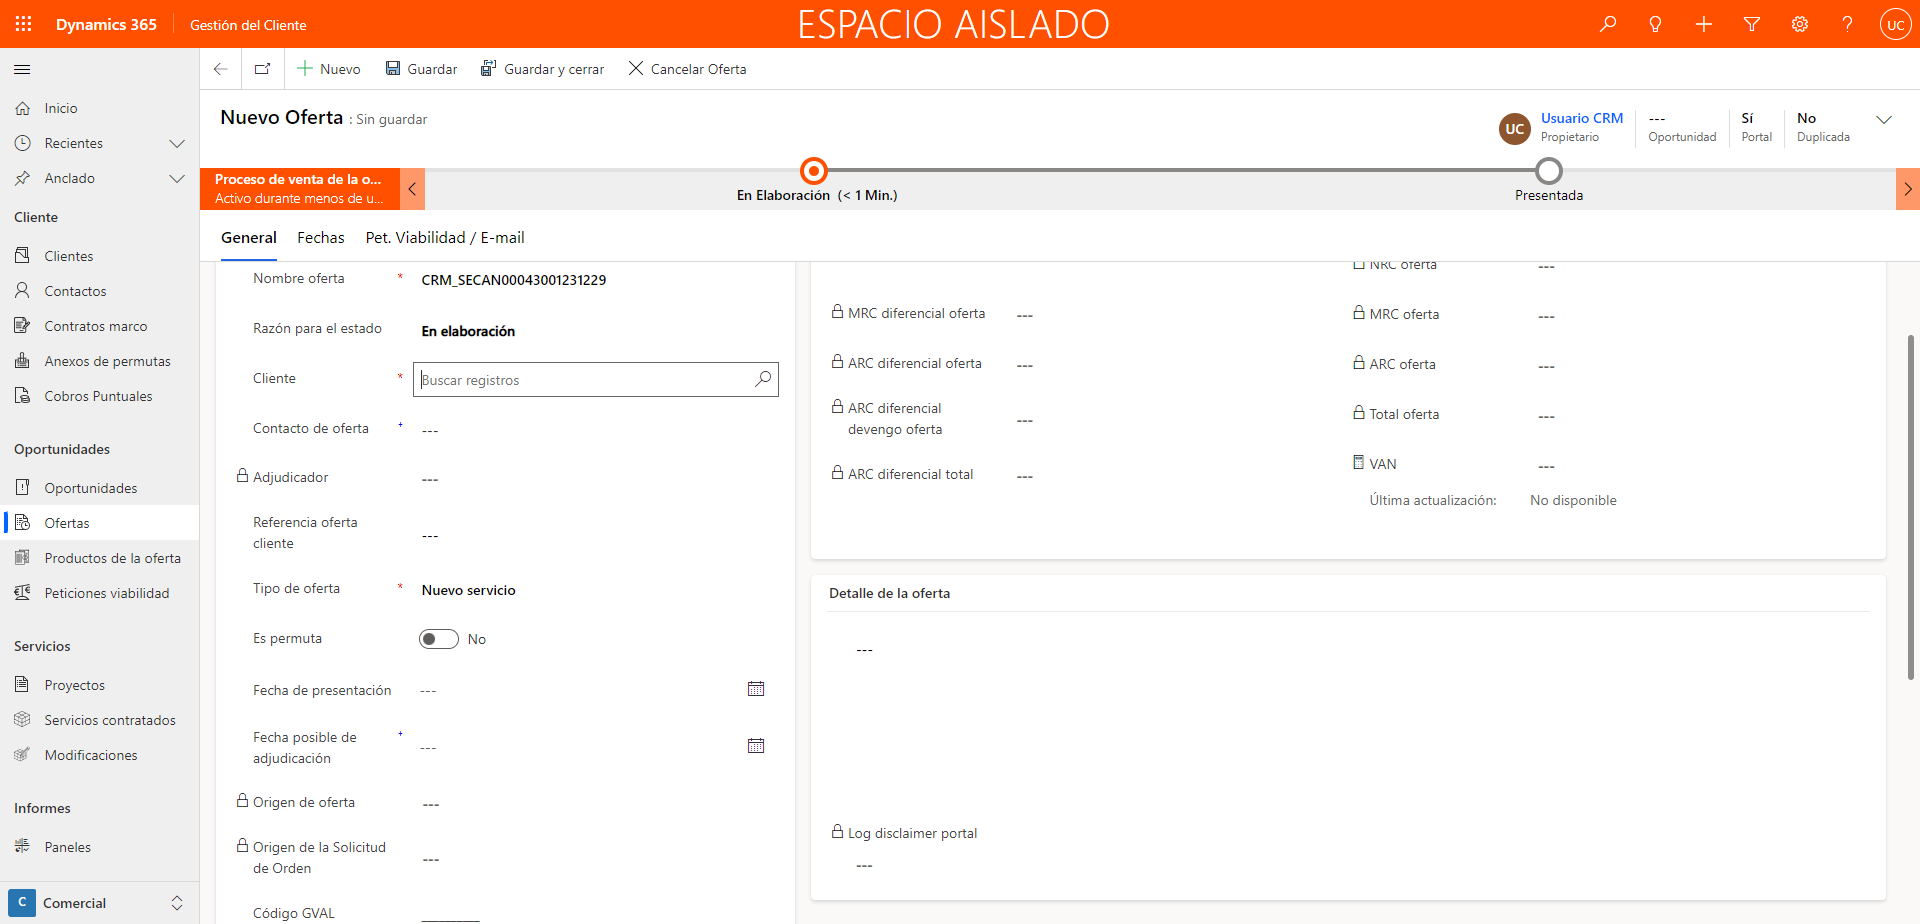 Dynamics 365
Gestión del Cliente
ESPACIO AISLADO
UC
Nuevo
Guardar
Guardar y cerrar
Cancelar Oferta
Inicio
Recientes
Anclado
Cliente
Clientes
Contactos
Contratos marco
Anexos de permutas
Cobros Puntuales
Oportunidades
Oportunidades
Ofertas
Productos de la oferta
Peticiones viabilidad
Servicios
Proyectos
Servicios contratados
Modificaciones
Informes
Paneles
C Comercial
Nuevo Oferta : Sin guardar
UC
Usuario CRM
Propietario
---
Oportunidad
Sí
Portal
No
Duplicada
Proceso de venta de la o...
Activo durante menos de u...
En Elaboración (< 1 Min.)
Presentada
General
Fechas
Pet. Viabilidad / E-mail
Nombre oferta * CRM_SECAN00043001231229
Razón para el estado En elaboración
Cliente * Buscar registros
Contacto de oferta + ---
Adjudicador ---
Referencia oferta
cliente
---
Tipo de oferta * Nuevo servicio
Es permuta No
Fecha de presentación ---
Fecha posible de
adjudicación
+ ---
Origen de oferta ---
Origen de la Solicitud
de Orden
---
Código GVAL
MRC diferencial oferta ---
ARC diferencial oferta ---
ARC diferencial
devengo oferta
---
ARC diferencial total ---
NRC oferta ---
MRC oferta ---
ARC oferta ---
Total oferta ---
VAN ---
Última actualización: No disponible
Detalle de la oferta
---
Log disclaimer portal
---